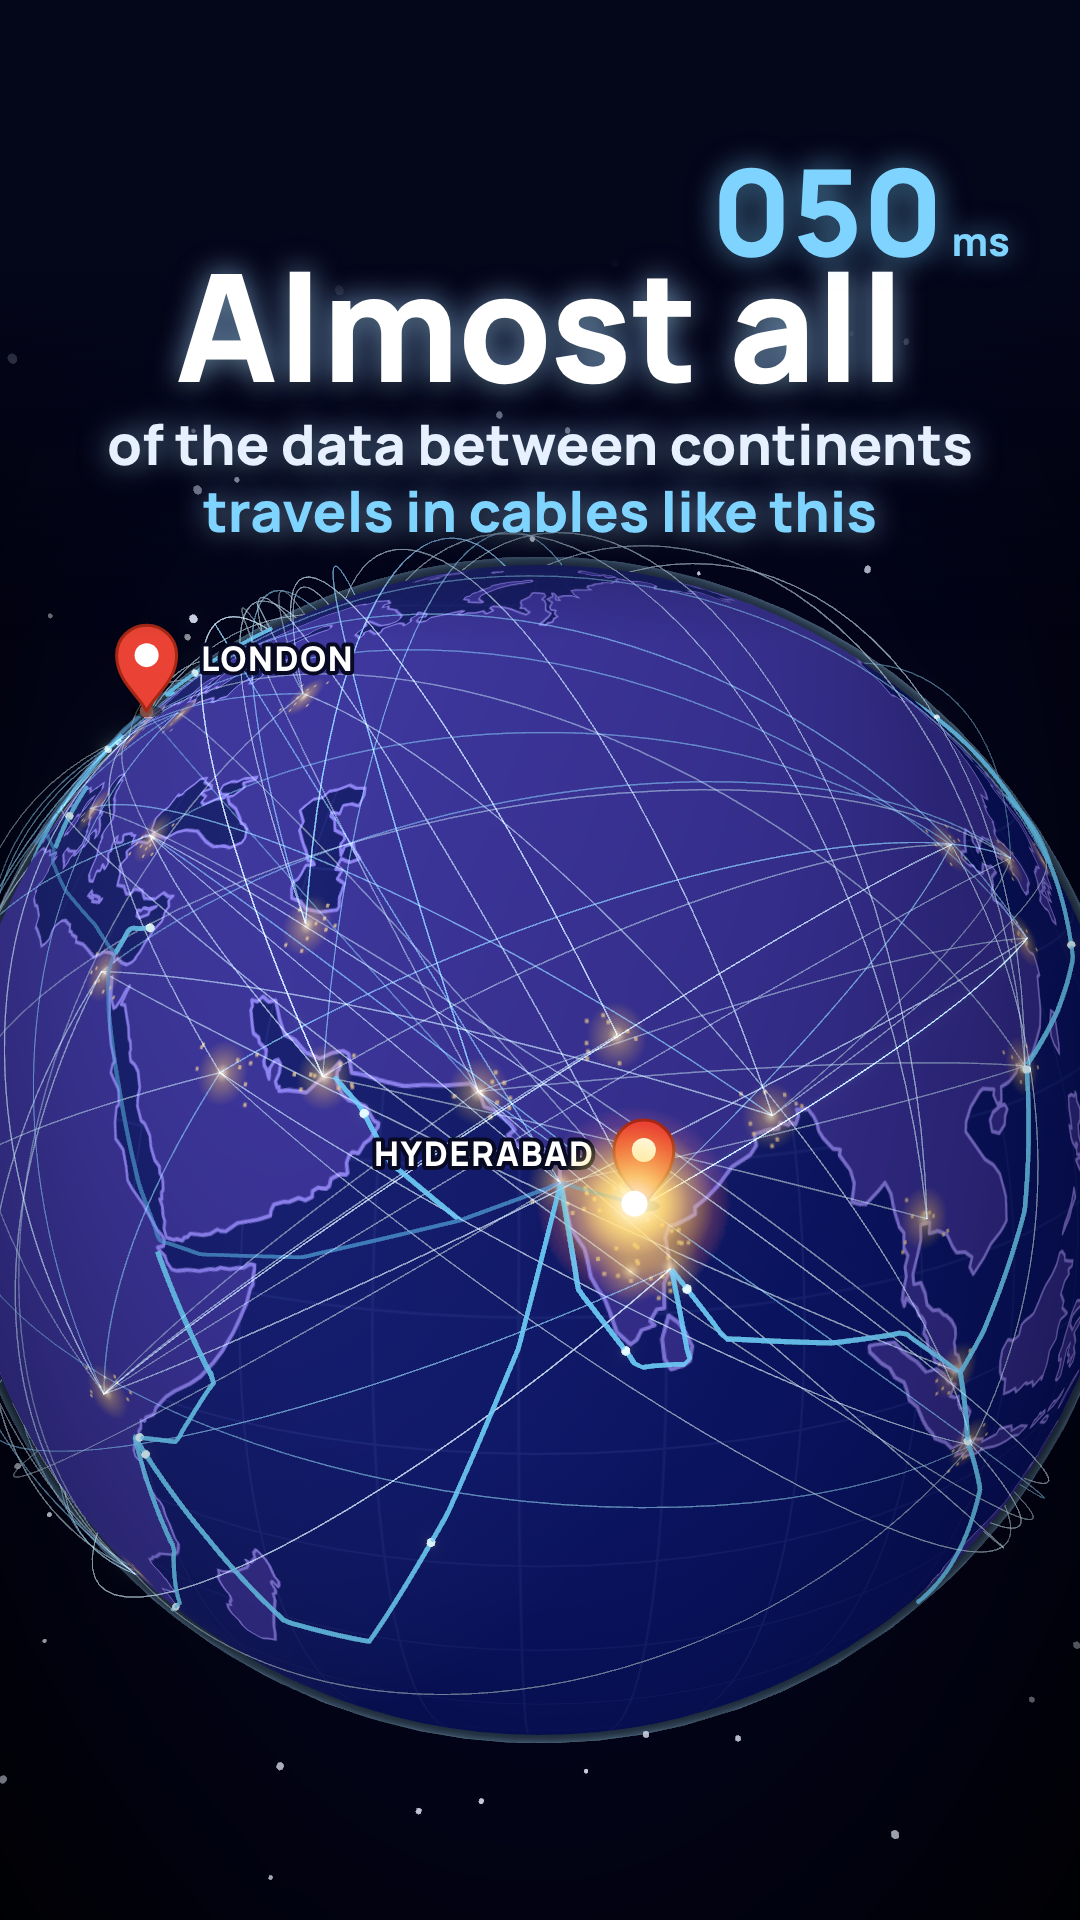 050 ms
Almost all
of the data between continents
travels in cables like this
LONDON
HYDERABAD